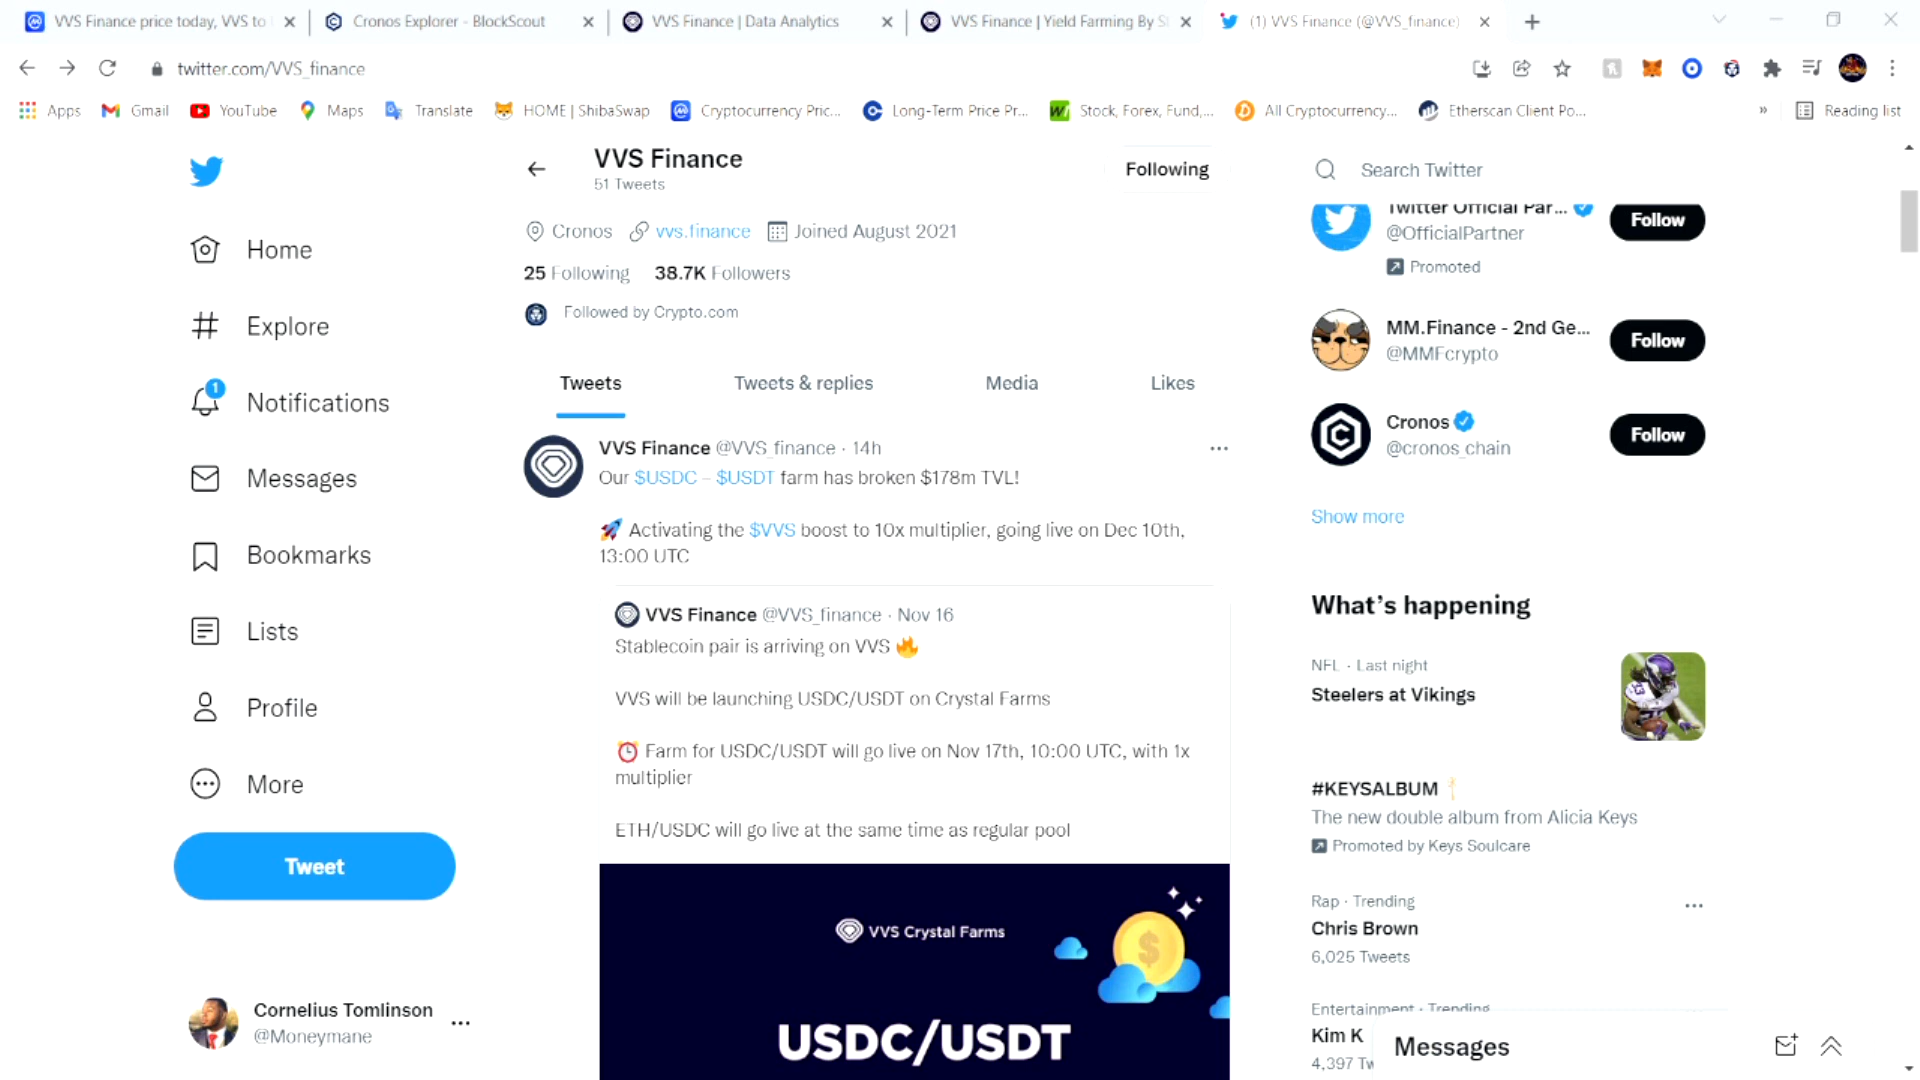 VVS Finance price today, VVS to
Cronos Explorer - BlockScout
VVS Finance | Data Analytics
VVS Finance | Yield Farming By
(1) VVS Finance (@VVS_finance)
twitter.com/VVS_finance
Apps
Gmail
YouTube
Maps
Translate
HOME | ShibaSwap
Cryptocurrency Pric...
Long-Term Price Pr...
Stock, Forex, Fund,...
All Cryptocurrency...
Etherscan Client Po...
»
Reading list
Home
Explore
1
Notifications
Messages
Bookmarks
Lists
Profile
More
Tweet
Cornelius Tomlinson
@Moneymane
VVS Finance
51 Tweets
Following
Cronos vvs.finance Joined August 2021
25 Following 38.7K Followers
Followed by Crypto.com
Tweets
Tweets & replies
Media
Likes
VVS Finance @VVS_finance · 14h
Our $USDC – $USDT farm has broken $178m TVL!
🚀 Activating the $VVS boost to 10x multiplier, going live on Dec 10th,
13:00 UTC
VVS Finance @VVS_finance · Nov 16
Stablecoin pair is arriving on VVS 🔥
VVS will be launching USDC/USDT on Crystal Farms
⏰ Farm for USDC/USDT will go live on Nov 17th, 10:00 UTC, with 1x
multiplier
ETH/USDC will go live at the same time as regular pool
VVS Crystal Farms
USDC/USDT
Search Twitter
Twitter Official Par...
@OfficialPartner
Promoted
Follow
MM.Finance - 2nd Ge...
@MMFcrypto
Follow
Cronos
@cronos_chain
Follow
Show more
What's happening
NFL · Last night
Steelers at Vikings
#KEYSALBUM
The new double album from Alicia Keys
Promoted by Keys Soulcare
Rap · Trending
Chris Brown
6,025 Tweets
Entertainment · Trending
Kim K
4,397 Tw
Messages